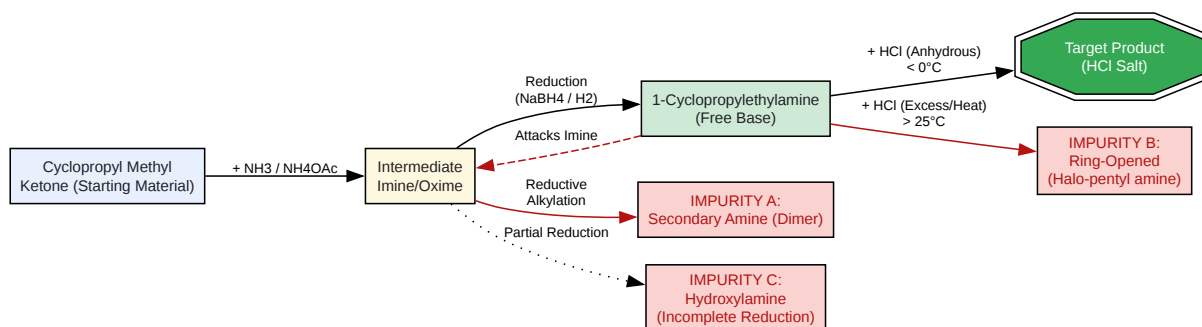 Cyclopropyl Methyl
Ketone (Starting Material)
+ NH3 / NH4OAc
Intermediate
Imine/Oxime
Reduction
(NaBH4 / H2)
Attacks Imine
Reductive
Alkylation
Partial Reduction
1-Cyclopropylethylamine
(Free Base)
IMPURITY A:
Secondary Amine (Dimer)
IMPURITY C:
Hydroxylamine
(Incomplete Reduction)
+ HCl (Anhydrous)
< 0°C
+ HCl (Excess/Heat)
> 25°C
Target Product
(HCl Salt)
IMPURITY B:
Ring-Opened
(Halo-pentyl amine)